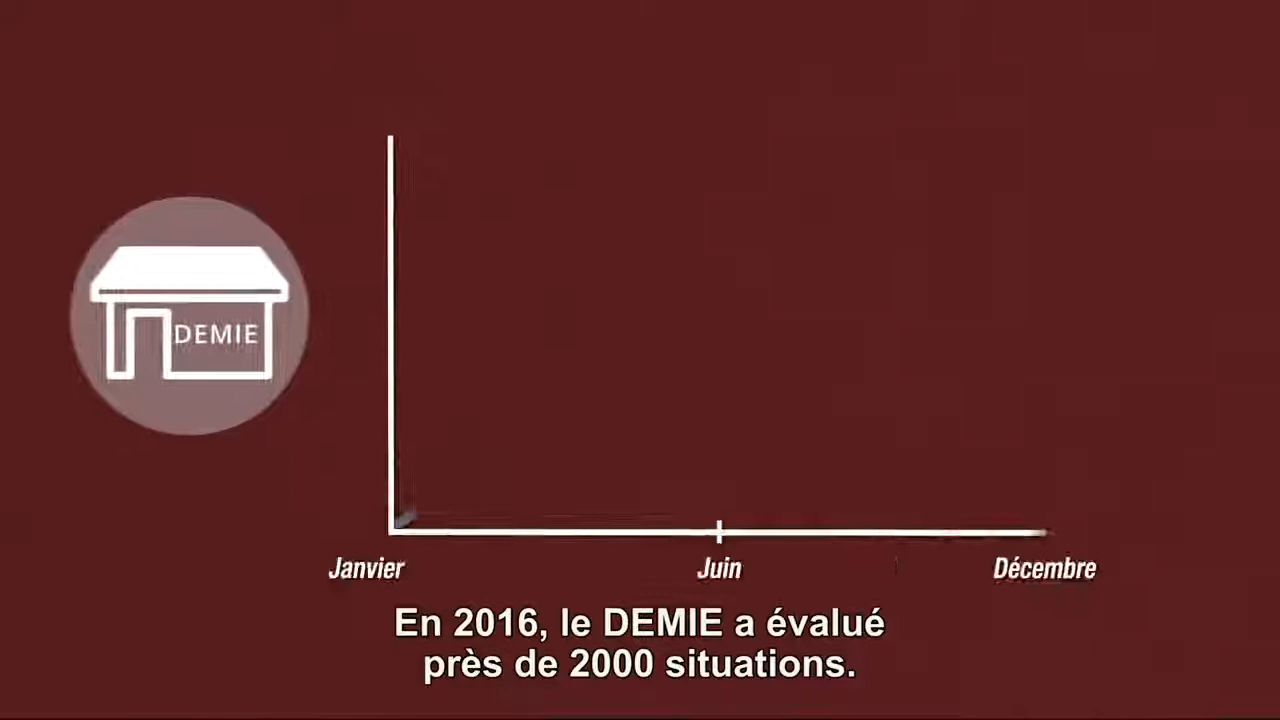 DEMIE
Janvier
Juin
Décembre
En 2016, le DEMIE a évalué
près de 2000 situations.